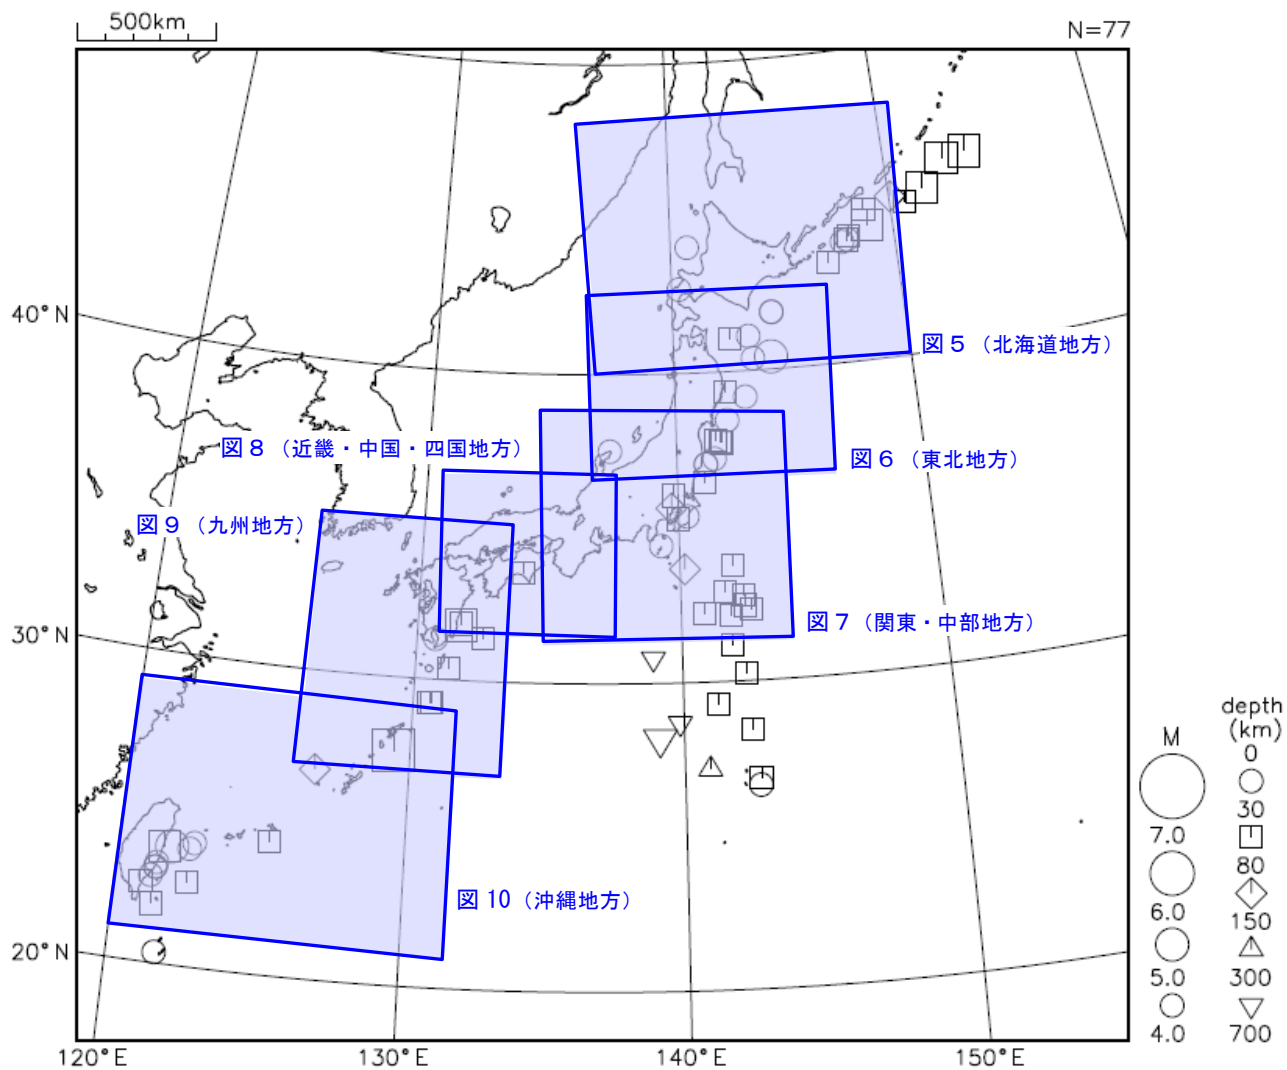 500km
N=77
40°N
図5（北海道地方）
図8（近畿・中国・四国地方）
図6（東北地方）
図9（九州地方）
図7（関東・中部地方）
30°N
図10（沖縄地方）
20°N
120°E
130°E
140°E
150°E
M
7.0
6.0
5.0
4.0
depth
(km)
0
30
80
150
300
700